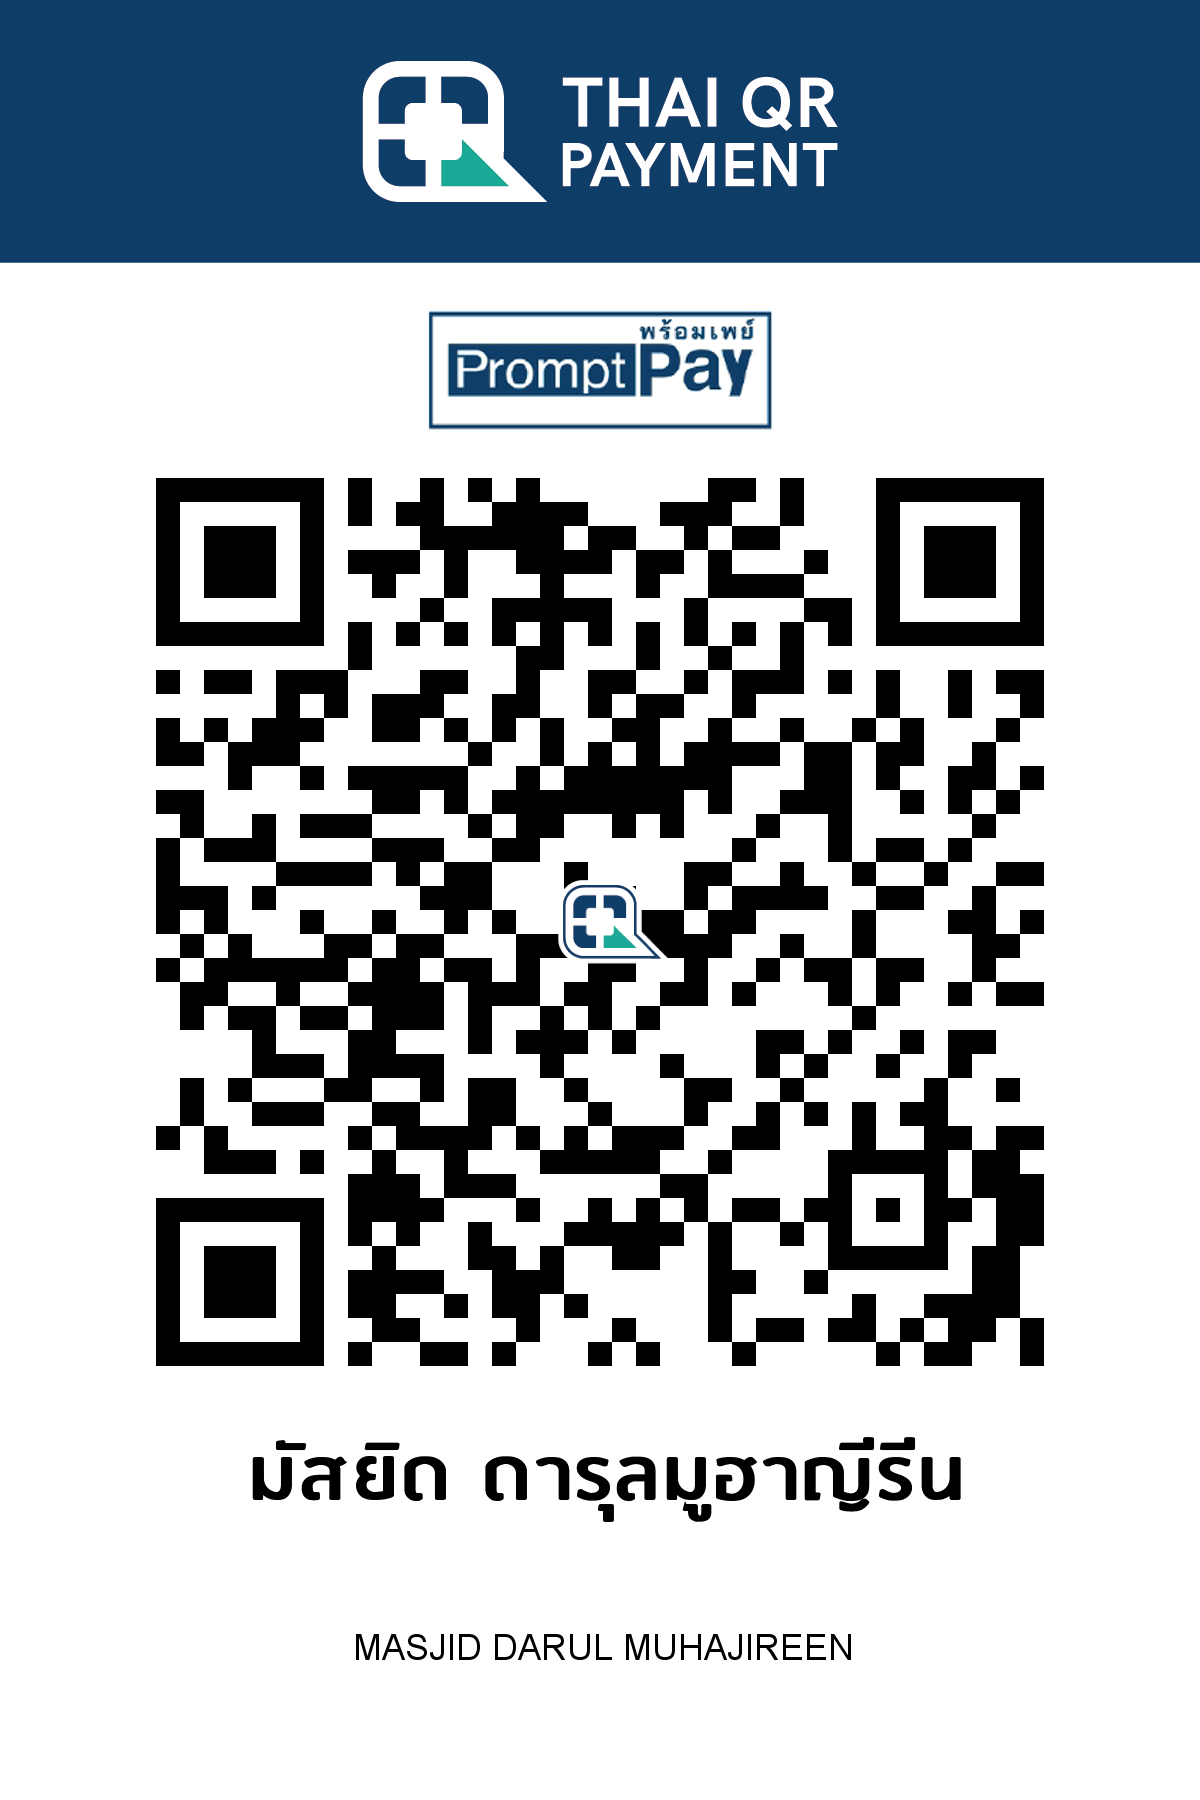 THAI QR
PAYMENT
พร้อมเพย์
PromptPay
มัสยิด ดารุลมูฮาญีรีน
MASJID DARUL MUHAJIREEN